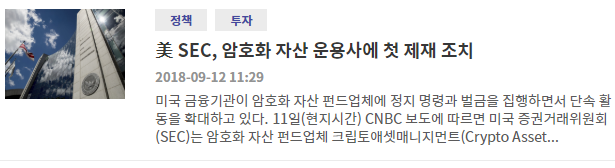 정책 투자
美 SEC, 암호화 자산 운용사에 첫 제재 조치
2018-09-12 11:29
미국 금융기관이 암호화 자산 펀드업체에 정지 명령과 벌금을 집행하면서 단속 활
동을 확대하고 있다. 11일(현지시간) CNBC 보도에 따르면 미국 증권거래위원회
(SEC)는 암호화 자산 펀드업체 크립토애셋매니지먼트(Crypto Asset...